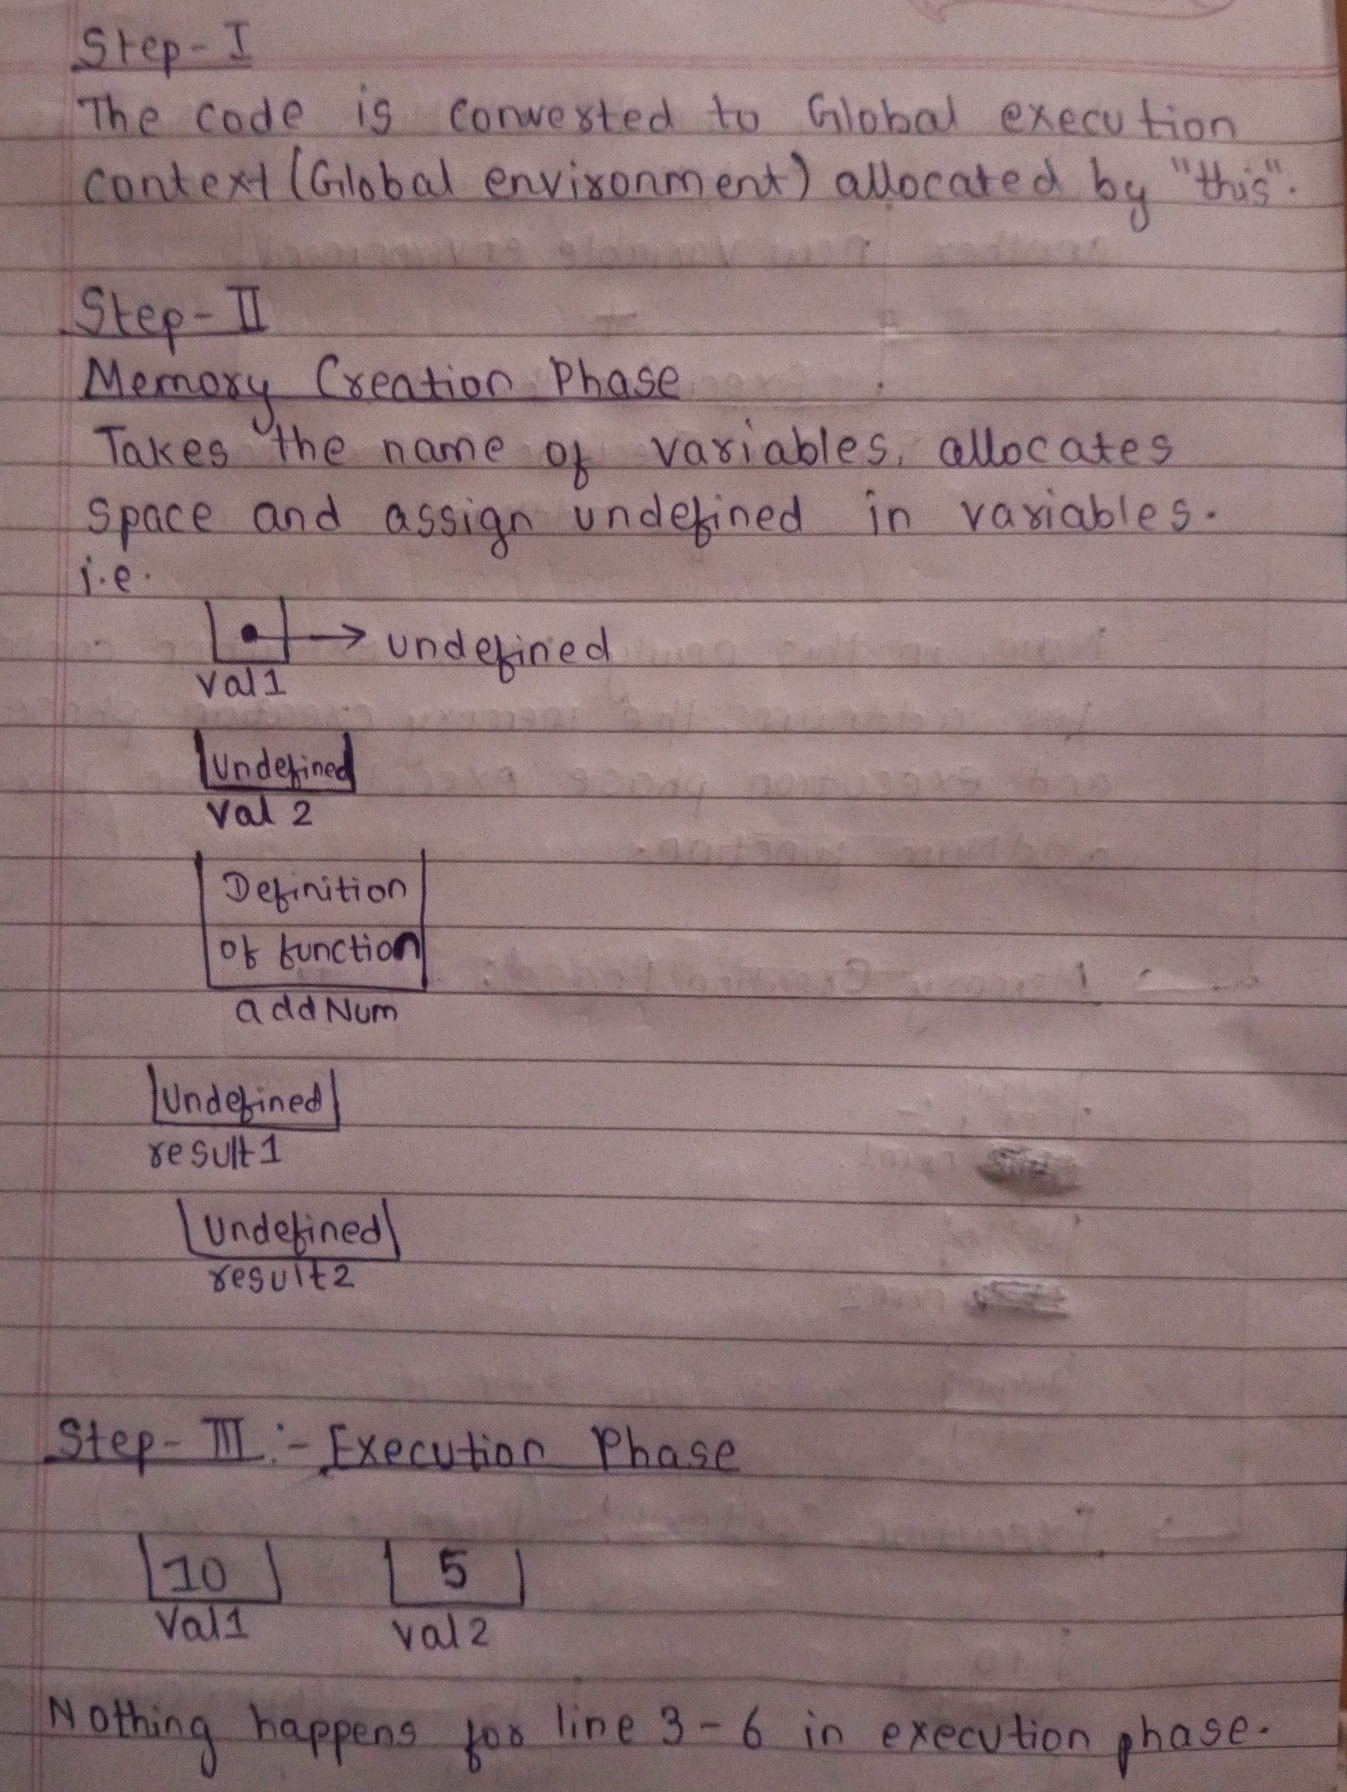 Step-I
The code is converted to Global execution
context (Global environment) allocated by "this".
Step-II
Memory Creation Phase
Takes the name of variables, allocates
space and assign undefined in variables.
i.e.
undefined
val1
Undefined
val 2
Definition
of function
addNum
Undefined
result1
Undefined
result2
Step-III :- Execution Phase
10 5
Val1 val2
Nothing happens for line 3-6 in execution phase.